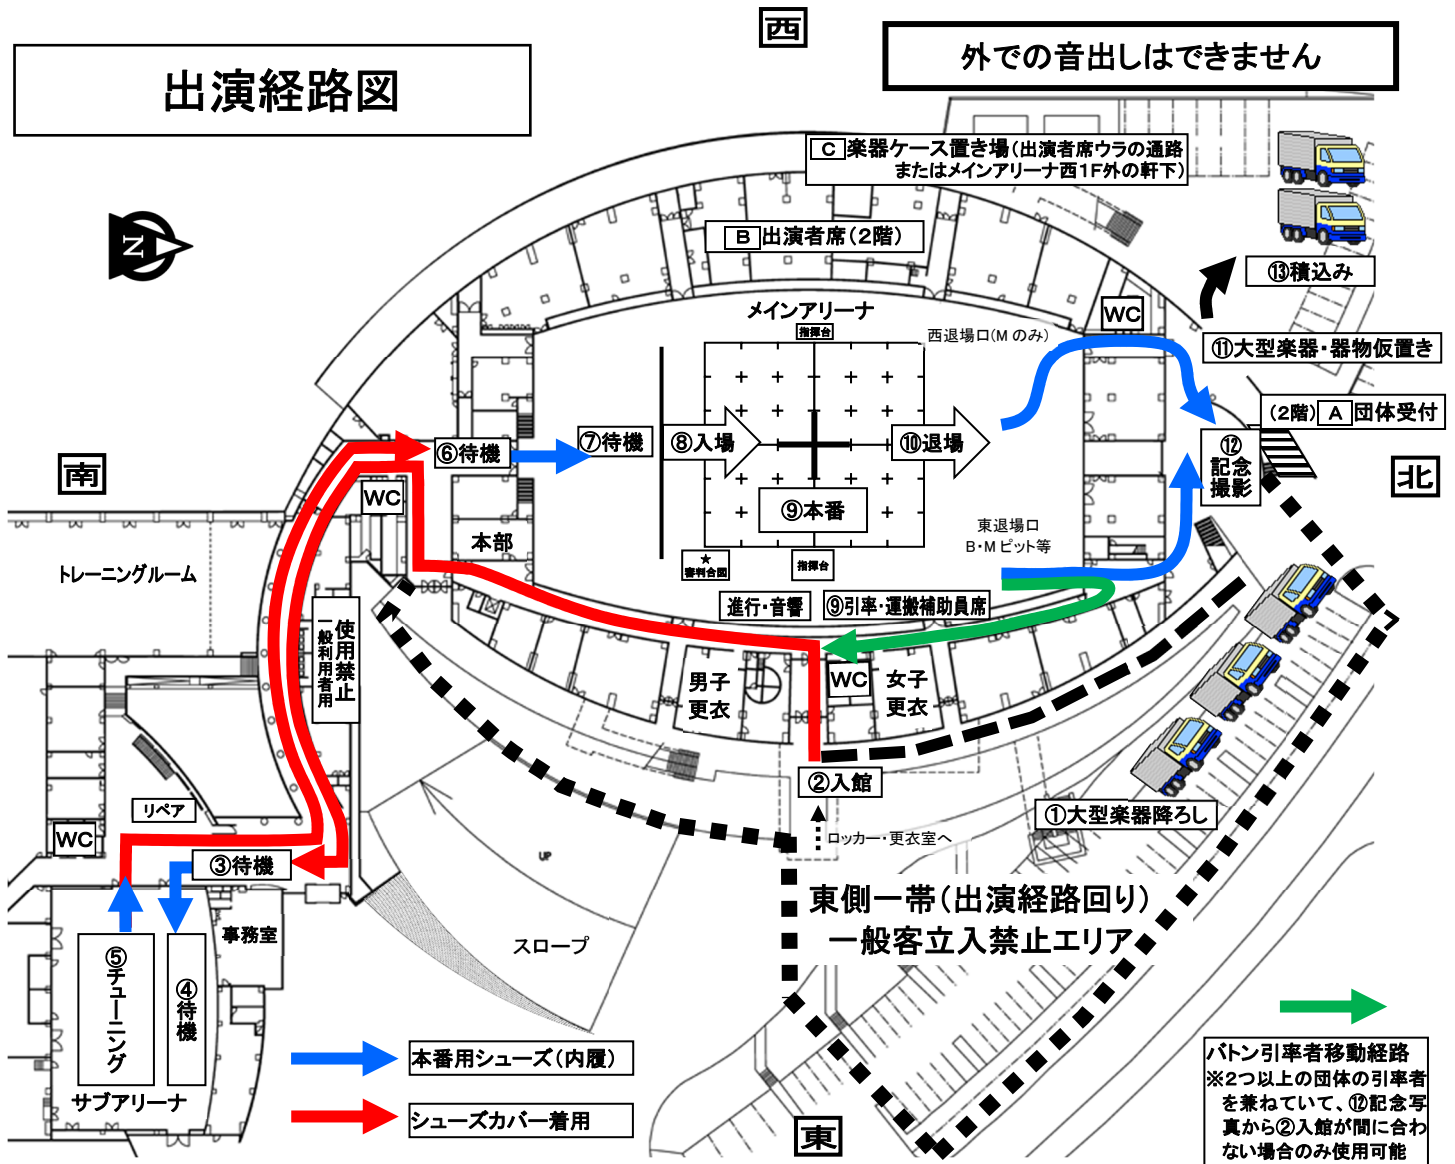 西
出演経路図
外での音出しはできません
C 楽器ケース置き場(出演者席ウラの通路
またはメインアリーナ西1F外の軒下)
B 出演者席(2階)
N
⑬積込み
メインアリーナ
WC
指揮台
西退場口(Mのみ)
⑪大型楽器・器物仮置き
(2階) A 団体受付
⑥待機
⑦待機
⑧入場
⑩退場
⑫
記念
撮影
南
北
WC
⑨本番
本部
東退場口
B・Mピット等
★
審判合図
指揮台
トレーニングルーム
進行・音響
⑨引率・運搬補助員席
使用禁止
一般利用者用
男子
更衣
WC
女子
更衣
②入館
①大型楽器降ろし
リペア
WC
ロッカー・更衣室へ
③待機
UP
東側一帯(出演経路回り)
一般客立入禁止エリア
事務室
スロープ
⑤チューニング
④待機
サブアリーナ
本番用シューズ(内履)
シューズカバー着用
東
バトン引率者移動経路
※2つ以上の団体の引率者
を兼ねていて、⑫記念写
真から②入館が間に合わ
ない場合のみ使用可能